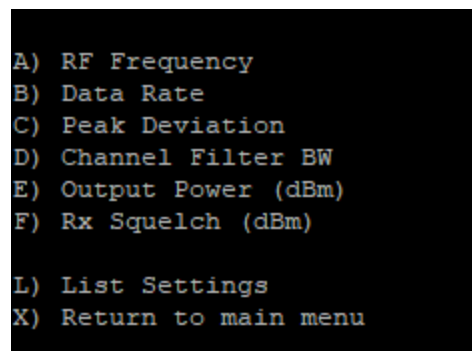 A) RF Frequency
B) Data Rate
C) Peak Deviation
D) Channel Filter BW
E) Output Power (dBm)
F) Rx Squelch (dBm)
L) List Settings
X) Return to main menu